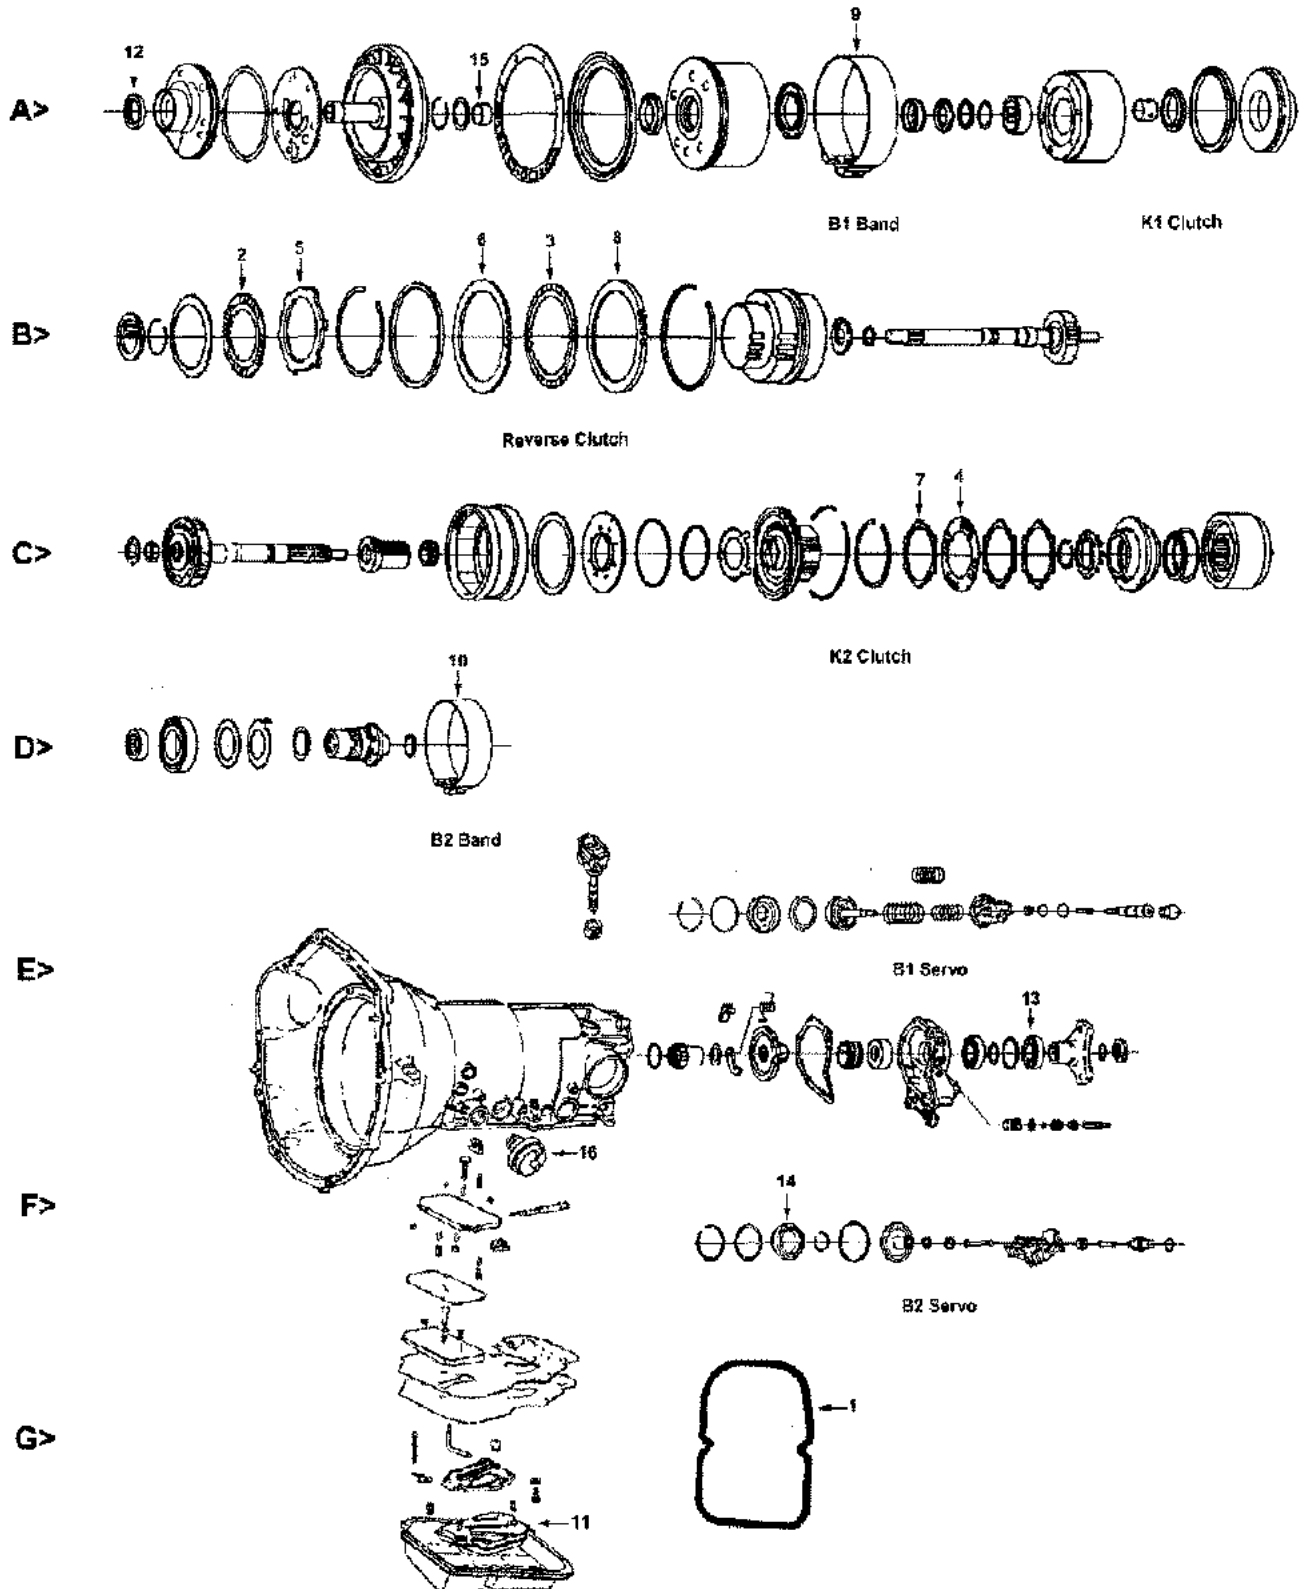 9
12
15
A>
B1 Band
K1 Clutch
2
5
6
3
8
B>
Reverse Clutch
7
4
C>
K2 Clutch
10
D>
B2 Band
E>
B1 Servo
13
16
F>
14
B2 Servo
1
G>
11